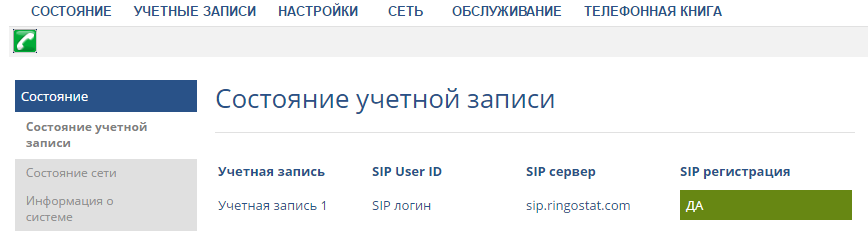 СОСТОЯНИЕ УЧЕТНЫЕ ЗАПИСИ НАСТРОЙКИ СЕТЬ ОБСЛУЖИВАНИЕ ТЕЛЕФОННАЯ КНИГА
Состояние
Состояние учетной
записи
Состояние сети
Информация о
системе
Состояние учетной записи
Учетная запись SIP User ID SIP сервер SIP регистрация
Учетная запись 1 SIP логин sip.ringostat.com ДА